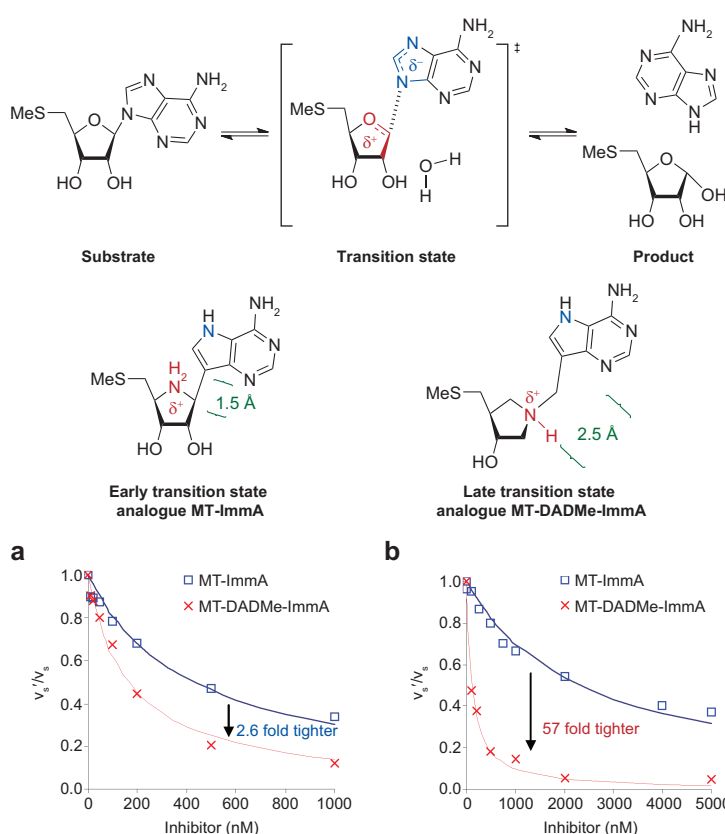 NH₂
N
N
N
N
MeS
O
OH OH
Substrate
NH₂
N
N
N
N
δ⁻
MeS
O
δ⁺
OH OH
O H
H
‡
Transition state
NH₂
N
N
N
N
H
MeS
O
OH
OH OH
Product
H
N
NH₂
N
N
H₂
N
MeS
δ⁺
1.5 Å
HO OH
Early transition state
analogue MT-ImmA
H
N
NH₂
N
N
MeS
δ⁺
N
H
2.5 Å
HO
Late transition state
analogue MT-DADMe-ImmA
a
1.0
0.8
0.6
0.4
0.2
0.0
vₛ'/vₛ
MT-ImmA
MT-DADMe-ImmA
2.6 fold tighter
0 200 400 600 800 1000
Inhibitor (nM)
b
1.0
0.8
0.6
0.4
0.2
0.0
vₛ'/vₛ
MT-ImmA
MT-DADMe-ImmA
57 fold tighter
0 1000 2000 3000 4000 5000
Inhibitor (nM)